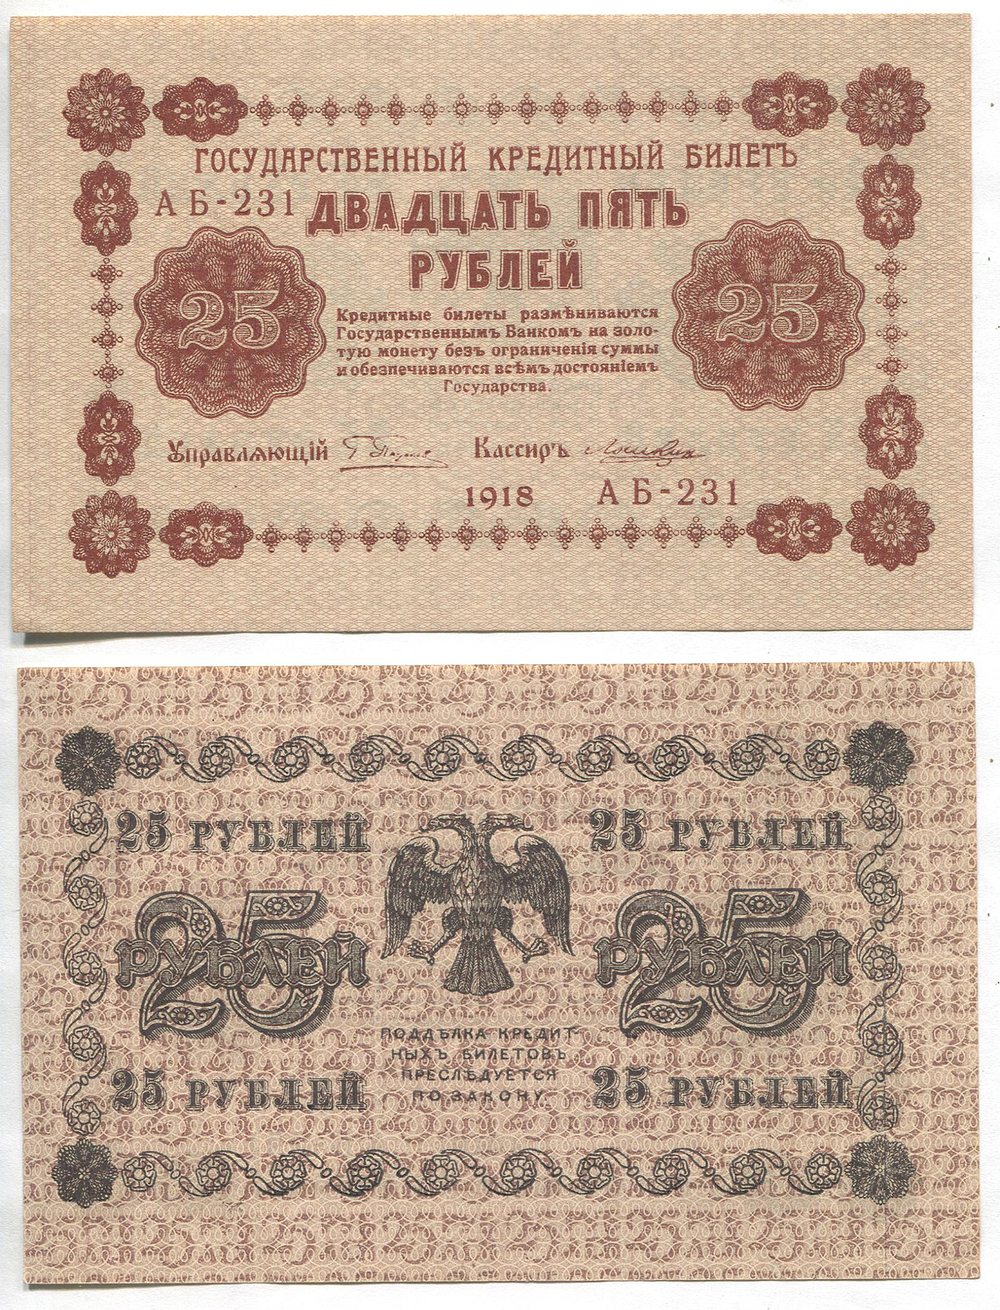 ГОСУДАРСТВЕННЫЙ КРЕДИТНЫЙ БИЛЕТЪ
АБ-231 ДВАДЦАТЬ ПЯТЬ
РУБЛЕЙ
25
25
Кредитные билеты размѣниваются
Государственнымъ Банкомъ на золо-
тую монету безъ ограниченія суммы
и обезпечиваются всѣмъ достояніемъ
Государства.
Управляющій
Кассиръ
1918 АБ-231
25 РУБЛЕЙ 25 РУБЛЕЙ
25 РУБЛЕЙ 25 РУБЛЕЙ
ПОДДѢЛКА КРЕДИТ-
НЫХЪ БИЛЕТОВЪ
ПРЕСЛѢДУЕТСЯ
ПО ЗАКОНУ.
25 РУБЛЕЙ 25 РУБЛЕЙ